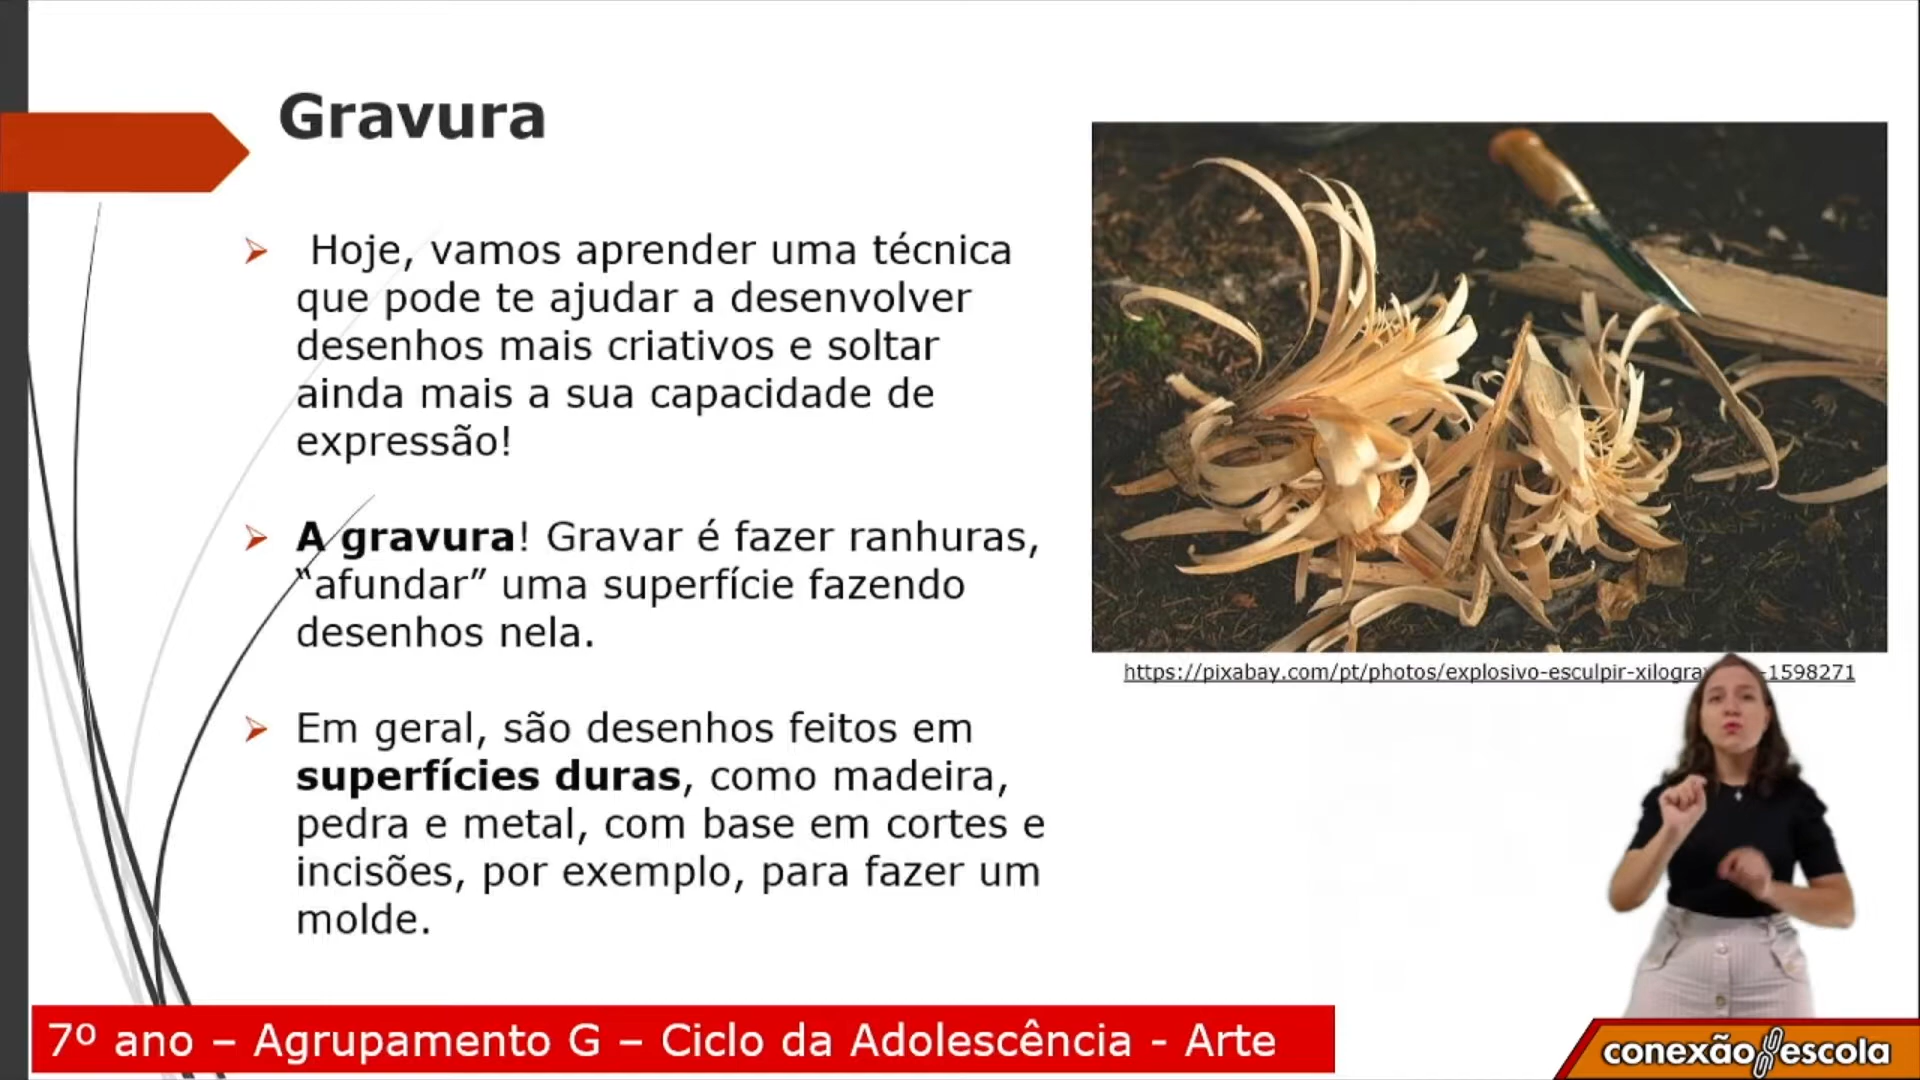 Gravura
Hoje, vamos aprender uma técnica
que pode te ajudar a desenvolver
desenhos mais criativos e soltar
ainda mais a sua capacidade de
expressão!
A gravura! Gravar é fazer ranhuras,
“afundar” uma superfície fazendo
desenhos nela.
Em geral, são desenhos feitos em
superfícies duras, como madeira,
pedra e metal, com base em cortes e
incisões, por exemplo, para fazer um
molde.
https://pixabay.com/pt/photos/explosivo-esculpir-xilogra -1598271
7º ano – Agrupamento G – Ciclo da Adolescência - Arte
conexão escola